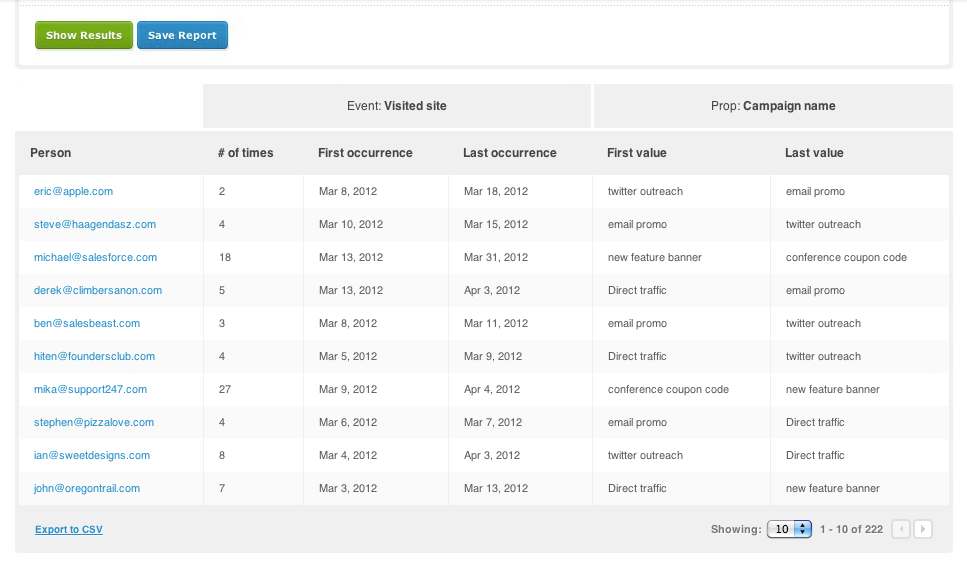 Show Results Save Report
Event: Visited site Prop: Campaign name
Person # of times First occurrence Last occurrence First value Last value
eric@apple.com 2 Mar 8, 2012 Mar 18, 2012 twitter outreach email promo
steve@haagendasz.com 4 Mar 10, 2012 Mar 15, 2012 email promo twitter outreach
michael@salesforce.com 18 Mar 13, 2012 Mar 31, 2012 new feature banner conference coupon code
derek@climbersanon.com 5 Mar 13, 2012 Apr 3, 2012 Direct traffic email promo
ben@salesbeast.com 3 Mar 8, 2012 Mar 11, 2012 email promo twitter outreach
hiten@foundersclub.com 4 Mar 5, 2012 Mar 9, 2012 Direct traffic twitter outreach
mika@support247.com 27 Mar 9, 2012 Apr 4, 2012 conference coupon code new feature banner
stephen@pizzalove.com 4 Mar 6, 2012 Mar 7, 2012 email promo Direct traffic
ian@sweetdesigns.com 8 Mar 4, 2012 Apr 3, 2012 twitter outreach Direct traffic
john@oregontrail.com 7 Mar 3, 2012 Mar 13, 2012 Direct traffic new feature banner
Export to CSV Showing: 10 1 - 10 of 222